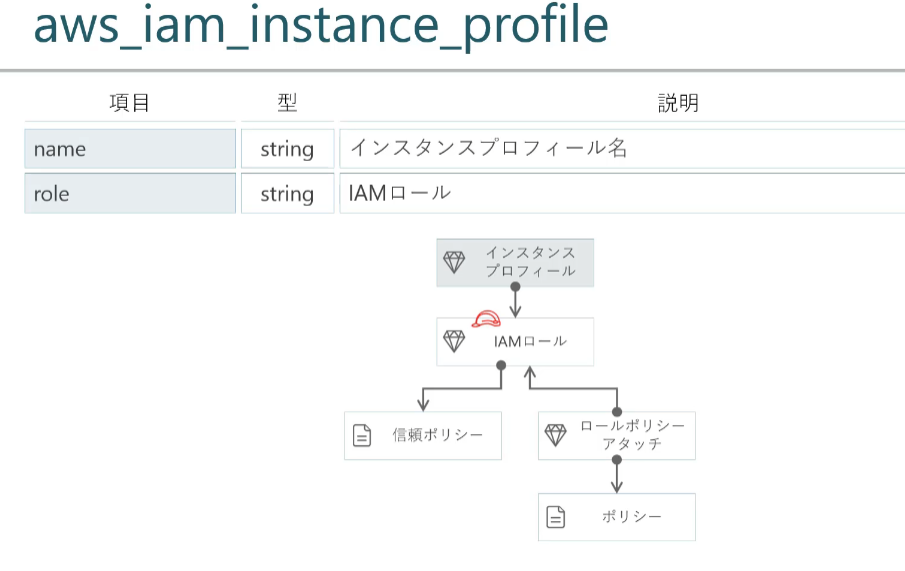 aws_iam_instance_profile
項目 型 説明
name string インスタンスプロフィール名
role string IAMロール
インスタンス
プロフィール
IAMロール
信頼ポリシー
ロールポリシー
アタッチ
ポリシー